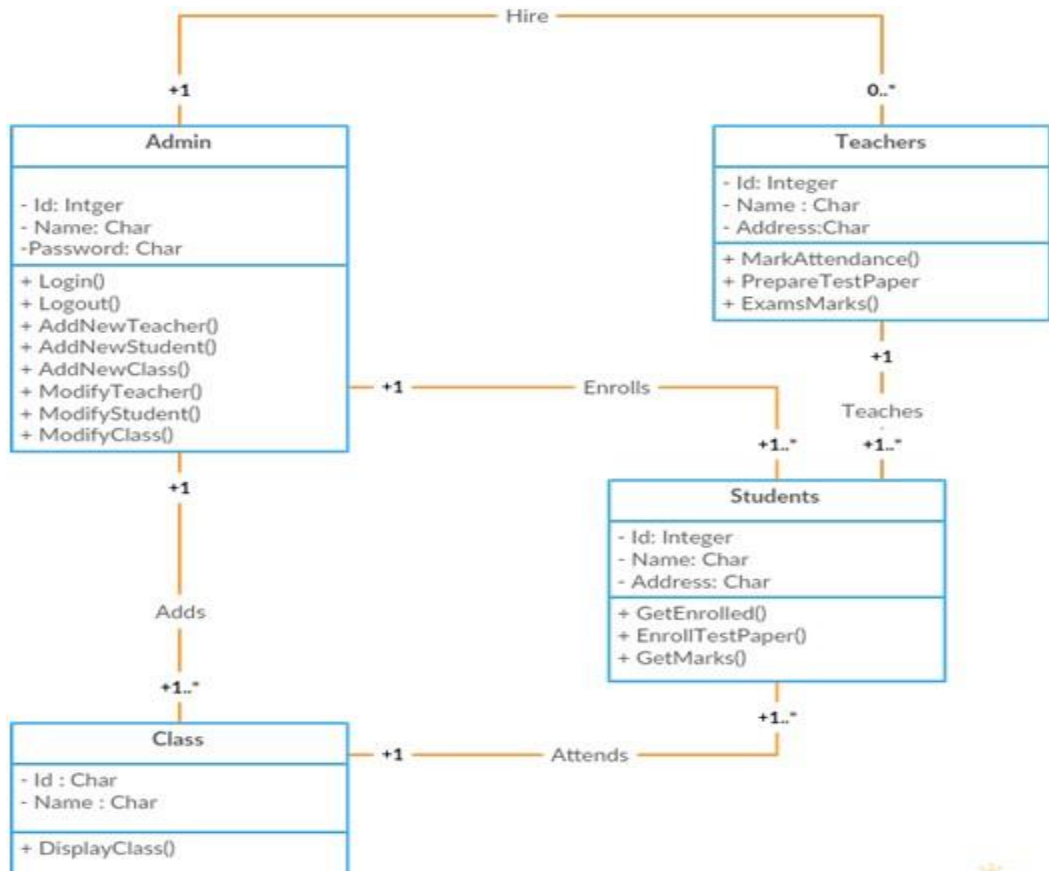 Hire
+1
0..*
Admin
- Id: Intger
- Name: Char
-Password: Char
+ Login()
+ Logout()
+ AddNewTeacher()
+ AddNewStudent()
+ AddNewClass()
+ ModifyTeacher()
+ ModifyStudent()
+ ModifyClass()
Teachers
- Id: Integer
- Name : Char
- Address:Char
+ MarkAttendance()
+ PrepareTestPaper
+ ExamsMarks()
+1
Enrolls
+1..*
+1
Teaches
+1..*
Students
- Id: Integer
- Name: Char
- Address: Char
+ GetEnrolled()
+ EnrollTestPaper()
+ GetMarks()
+1
Adds
+1..*
Class
- Id : Char
- Name : Char
+ DisplayClass()
+1
Attends
+1..*